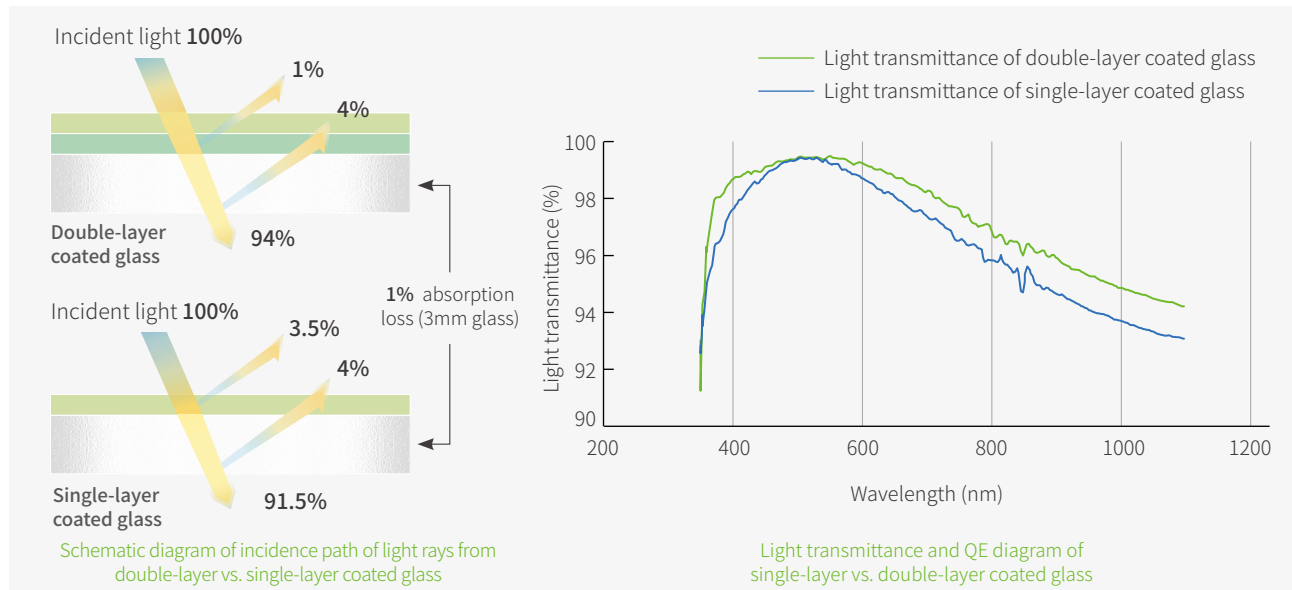 Incident light 100%
1%
4%
Double-layer
coated glass
94%
1% absorption
loss (3mm glass)
Incident light 100%
3.5%
4%
Single-layer
coated glass
91.5%
Schematic diagram of incidence path of light rays from
double-layer vs. single-layer coated glass
Light transmittance of double-layer coated glass
Light transmittance of single-layer coated glass
Light transmittance (%)
100
98
96
94
92
90
200
400
600
800
1000
1200
Wavelength (nm)
Light transmittance and QE diagram of
single-layer vs. double-layer coated glass